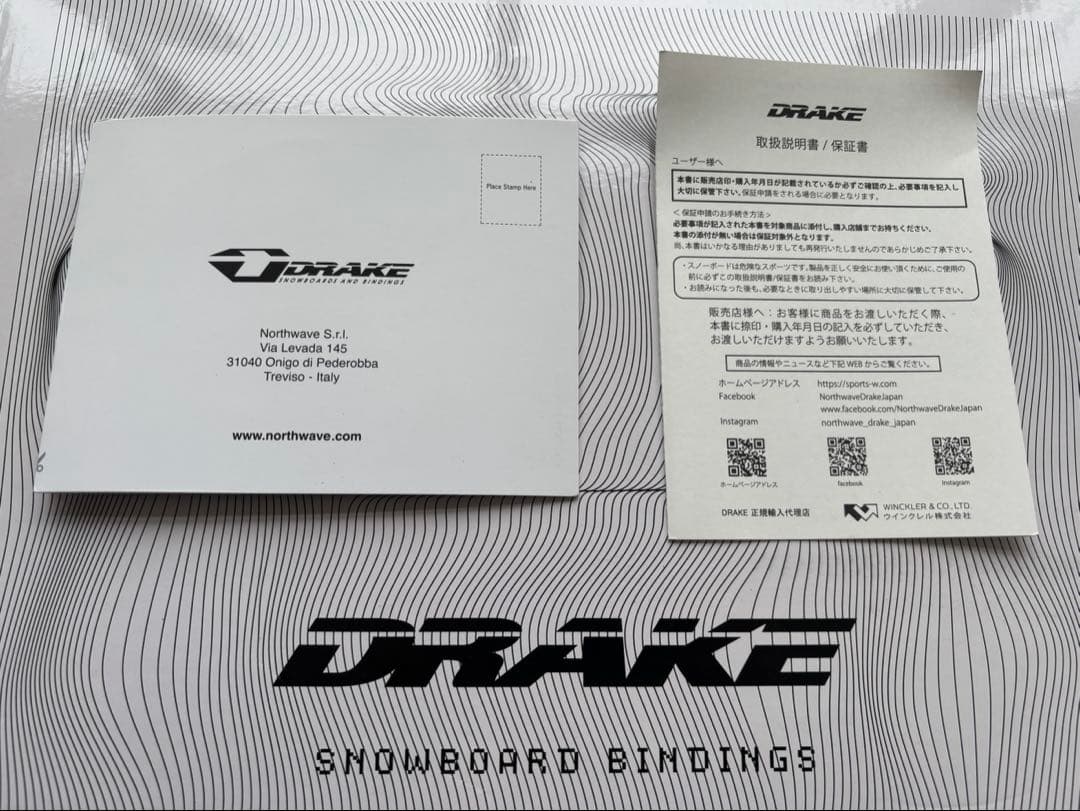 Place Stamp Here
DRAKE
SNOWBOARDS AND BINDINGS
Northwave S.r.l.
Via Levada 145
31040 Onigo di Pederobba
Treviso - Italy
www.northwave.com
DRAKE
取扱説明書 / 保証書
ユーザー様へ
本書に販売店印・購入年月日が記載されているか必ずご確認の上、必要事項を記入し
大切に保管下さい。保証申請をされる場合に必要となります。
＜保証申請のお手続き方法＞
必要事項が記入された本書を対象商品に添付し、購入店舗までお持ちください。
本書の添付が無い場合は保証対象外となります。
尚、本書はいかなる理由がありましても再発行いたしませんのであらかじめご了承下さい。
・スノーボードは危険なスポーツです。製品を正しく安全にお使い頂くために、ご使用の
前に必ずこの取扱説明書/保証書をお読み下さい。
・お読みになった後も、必要なときに取り出しやすい場所に大切に保管して下さい。
販売店様へ：お客様に商品をお渡しいただく際、
本書に捺印・購入年月日の記入を必ずしていただき、
お渡しいただけますようお願いいたします。
商品の情報やニュースなど下記 WEB からご覧ください。
ホームページアドレス https://sports-w.com
Facebook NorthwaveDrakeJapan
www.facebook.com/NorthwaveDrakeJapan
Instagram northwave_drake_japan
ホームページアドレス facebook Instagram
DRAKE 正規輸入代理店 WINCKLER & CO., LTD.
ウインクレル株式会社
DRAKE
SNOWBOARD BINDINGS